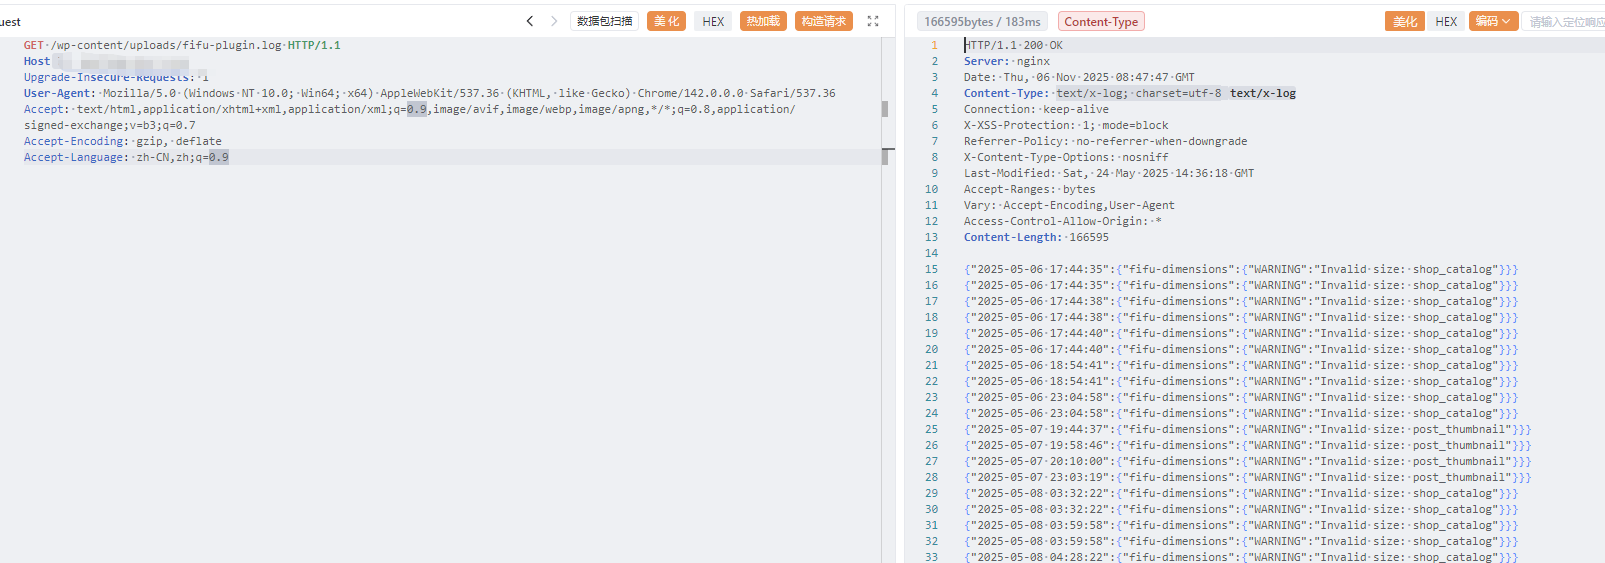 uest
数据包扫描
美化
HEX
热加载
构造请求
GET /wp-content/uploads/fifu-plugin.log HTTP/1.1
Host
Upgrade-Insecure-Requests: 1
User-Agent: Mozilla/5.0 (Windows NT 10.0; Win64; x64) AppleWebKit/537.36 (KHTML, like Gecko) Chrome/142.0.0.0 Safari/537.36
Accept: text/html,application/xhtml+xml,application/xml;q=0.9,image/avif,image/webp,image/apng,*/*;q=0.8,application/
signed-exchange;v=b3;q=0.7
Accept-Encoding: gzip, deflate
Accept-Language: zh-CN,zh;q=0.9
166595bytes / 183ms
Content-Type
美化
HEX
编码
请输入定位响应
1 HTTP/1.1 200 OK
2 Server: nginx
3 Date: Thu, 06 Nov 2025 08:47:47 GMT
4 Content-Type: text/x-log; charset=utf-8 text/x-log
5 Connection: keep-alive
6 X-XSS-Protection: 1; mode=block
7 Referrer-Policy: no-referrer-when-downgrade
8 X-Content-Type-Options: nosniff
9 Last-Modified: Sat, 24 May 2025 14:36:18 GMT
10 Accept-Ranges: bytes
11 Vary: Accept-Encoding,User-Agent
12 Access-Control-Allow-Origin: *
13 Content-Length: 166595
14
15 {"2025-05-06 17:44:35":{"fifu-dimensions":{"WARNING":"Invalid size: shop_catalog"}}}
16 {"2025-05-06 17:44:35":{"fifu-dimensions":{"WARNING":"Invalid size: shop_catalog"}}}
17 {"2025-05-06 17:44:38":{"fifu-dimensions":{"WARNING":"Invalid size: shop_catalog"}}}
18 {"2025-05-06 17:44:38":{"fifu-dimensions":{"WARNING":"Invalid size: shop_catalog"}}}
19 {"2025-05-06 17:44:40":{"fifu-dimensions":{"WARNING":"Invalid size: shop_catalog"}}}
20 {"2025-05-06 17:44:40":{"fifu-dimensions":{"WARNING":"Invalid size: shop_catalog"}}}
21 {"2025-05-06 18:54:41":{"fifu-dimensions":{"WARNING":"Invalid size: shop_catalog"}}}
22 {"2025-05-06 18:54:41":{"fifu-dimensions":{"WARNING":"Invalid size: shop_catalog"}}}
23 {"2025-05-06 23:04:58":{"fifu-dimensions":{"WARNING":"Invalid size: shop_catalog"}}}
24 {"2025-05-06 23:04:58":{"fifu-dimensions":{"WARNING":"Invalid size: shop_catalog"}}}
25 {"2025-05-07 19:44:37":{"fifu-dimensions":{"WARNING":"Invalid size: post_thumbnail"}}}
26 {"2025-05-07 19:58:46":{"fifu-dimensions":{"WARNING":"Invalid size: post_thumbnail"}}}
27 {"2025-05-07 20:10:00":{"fifu-dimensions":{"WARNING":"Invalid size: post_thumbnail"}}}
28 {"2025-05-07 23:03:19":{"fifu-dimensions":{"WARNING":"Invalid size: post_thumbnail"}}}
29 {"2025-05-08 03:32:22":{"fifu-dimensions":{"WARNING":"Invalid size: shop_catalog"}}}
30 {"2025-05-08 03:32:22":{"fifu-dimensions":{"WARNING":"Invalid size: shop_catalog"}}}
31 {"2025-05-08 03:59:58":{"fifu-dimensions":{"WARNING":"Invalid size: shop_catalog"}}}
32 {"2025-05-08 03:59:58":{"fifu-dimensions":{"WARNING":"Invalid size: shop_catalog"}}}
33 {"2025-05-08 04:28:22":{"fifu-dimensions":{"WARNING":"Invalid size: shop_catalog"}}}